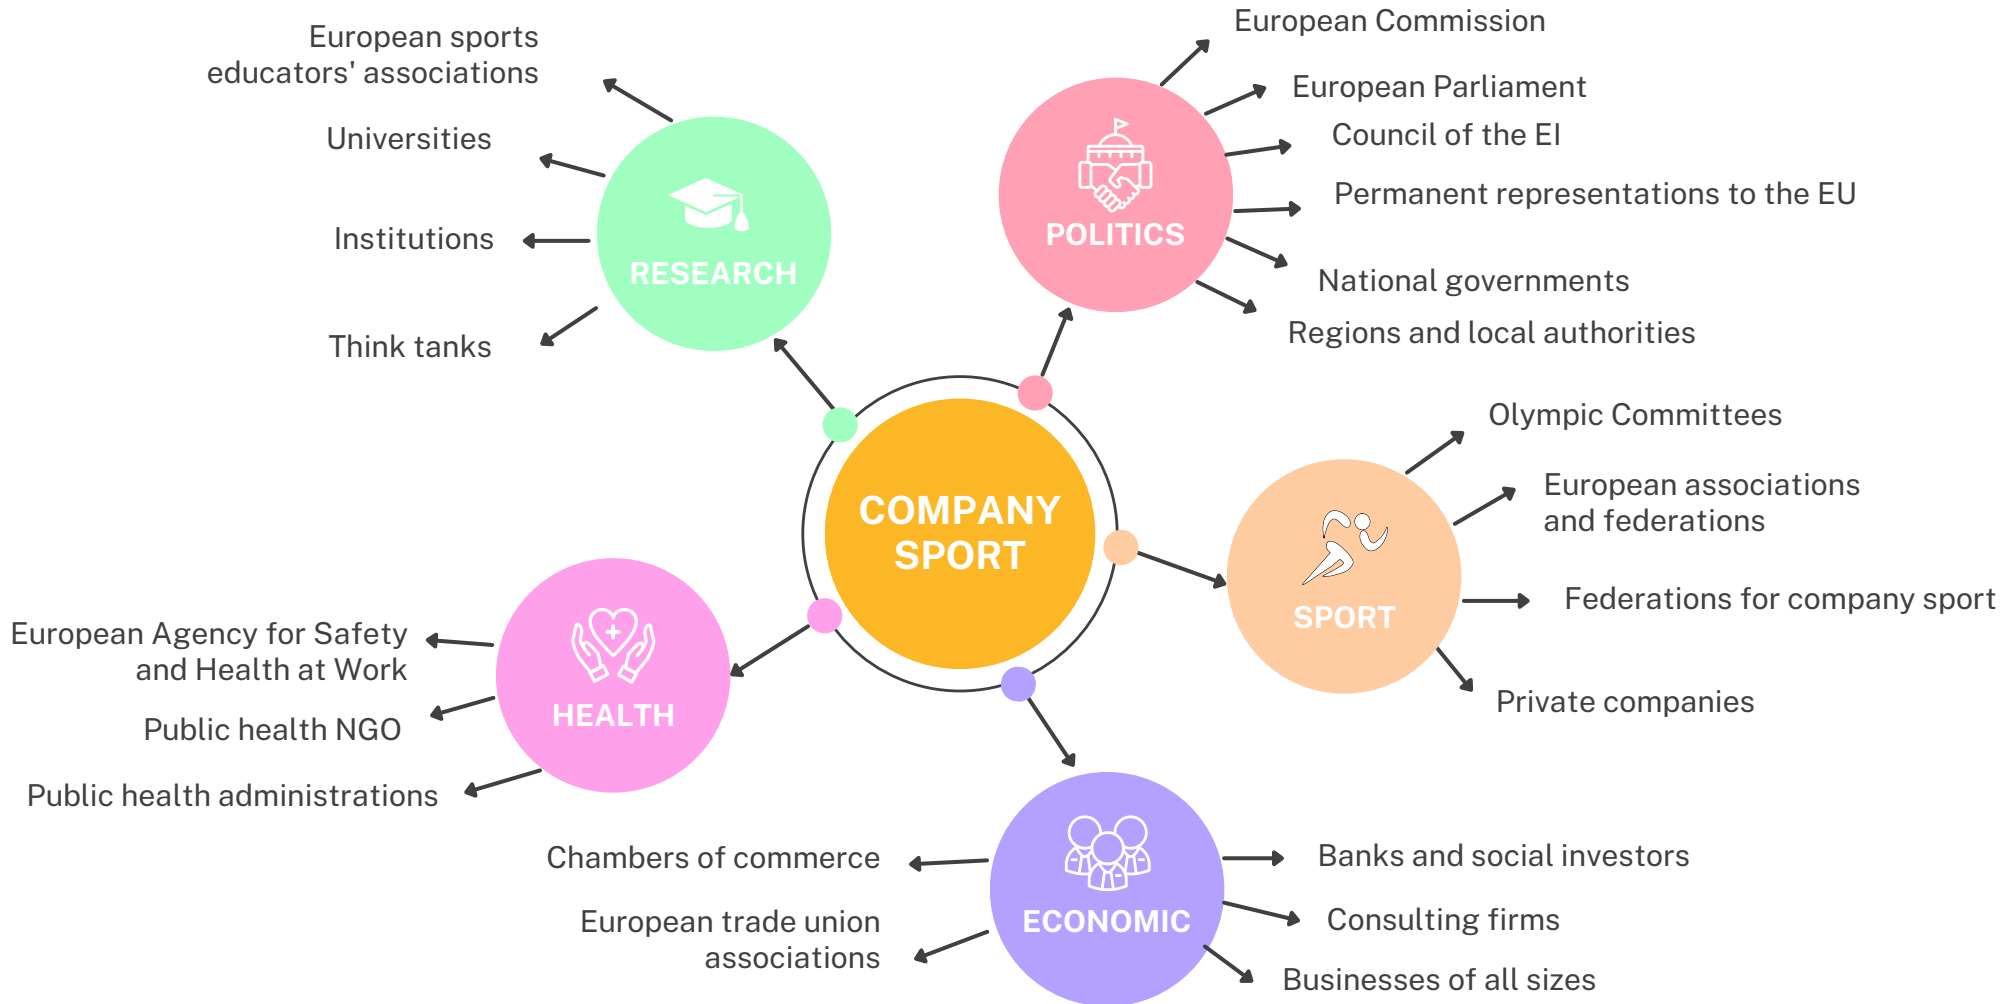 European sports
educators' associations
Universities
Institutions
Think tanks
RESEARCH
European Commission
European Parliament
Council of the EI
Permanent representations to the EU
National governments
Regions and local authorities
POLITICS
COMPANY
SPORT
Olympic Committees
European associations
and federations
Federations for company sport
Private companies
SPORT
European Agency for Safety
and Health at Work
Public health NGO
Public health administrations
HEALTH
Chambers of commerce
European trade union
associations
ECONOMIC
Banks and social investors
Consulting firms
Businesses of all sizes